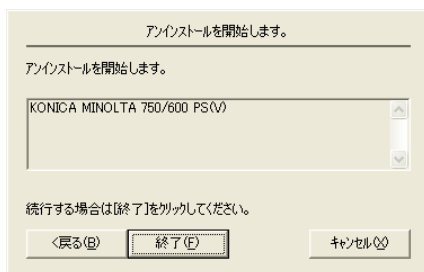 アンインストールを開始します。
アンインストールを開始します。
KONICA MINOLTA 750/600 PS(V)
続行する場合は[終了]をクリックしてください。
<戻る(B)
終了(F)
キャンセル(X)